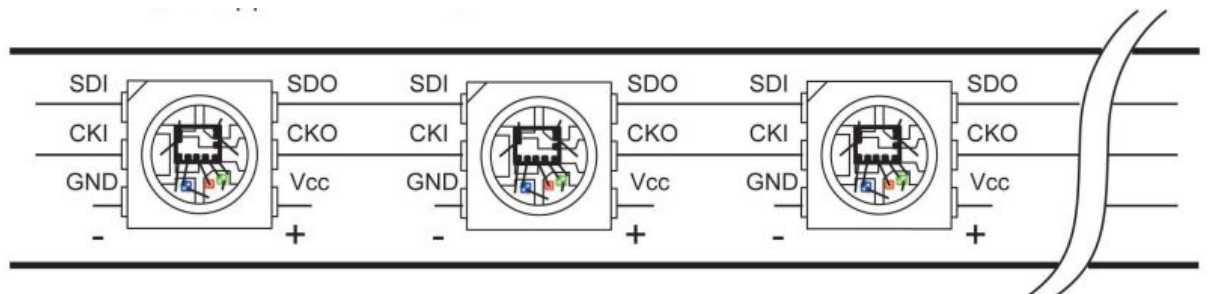 SDI SDO SDI SDO SDI SDO
CKI CKO CKI CKO CKI CKO
GND Vcc GND Vcc GND Vcc
- + - + - +